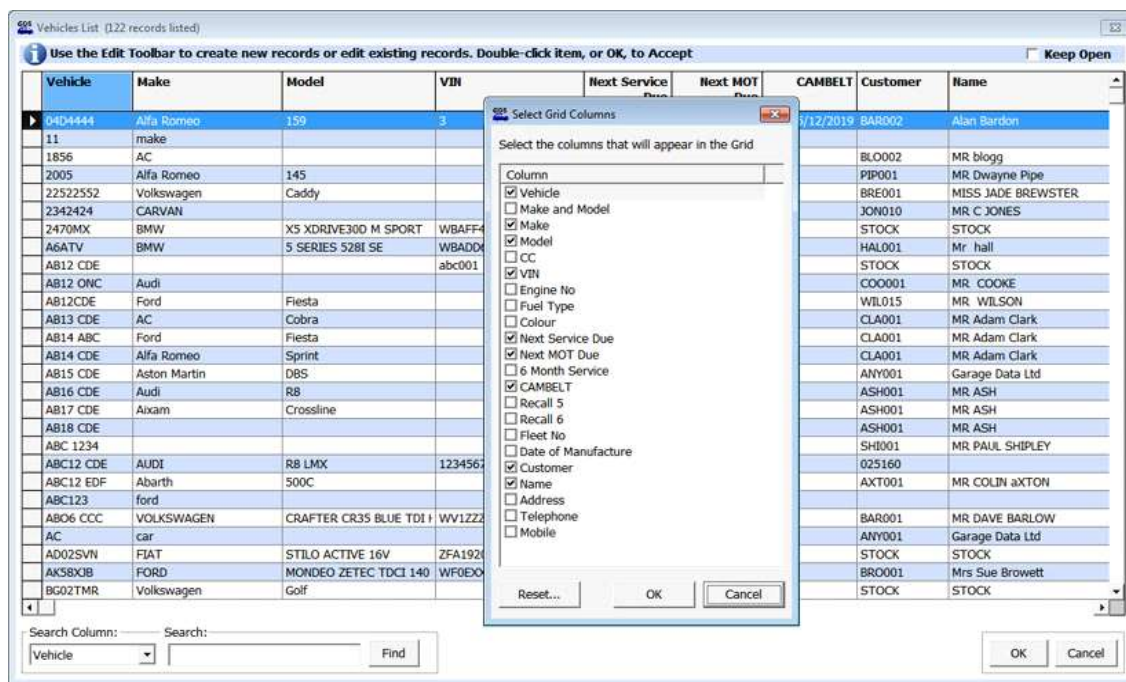 GDS Vehicles List (122 records listed)
Use the Edit Toolbar to create new records or edit existing records. Double-click item, or OK, to Accept
Keep Open
Vehicle Make Model VIN Next Service Due Next MOT Due CAMBELT Customer Name
04D4444 Alfa Romeo 159 3 /12/2019 BAR002 Alan Bardon
11 make
1856 AC BLO002 MR blogg
2005 Alfa Romeo 145 PIP001 MR Dwayne Pipe
22522552 Volkswagen Caddy BRE001 MISS JADE BREWSTER
2342424 CARVAN JON010 MR C JONES
2470MX BMW X5 XDRIVE30D M SPORT WBAFF4 STOCK STOCK
A6ATV BMW 5 SERIES 528I SE WBADD HAL001 Mr hall
AB12 CDE abc001 STOCK STOCK
AB12 ONC Audi COO001 MR COOKE
AB12CDE Ford Fiesta WIL015 MR WILSON
AB13 CDE AC Cobra CLA001 MR Adam Clark
AB14 ABC Ford Fiesta CLA001 MR Adam Clark
AB14 CDE Alfa Romeo Sprint CLA001 MR Adam Clark
AB15 CDE Aston Martin DBS ANY001 Garage Data Ltd
AB16 CDE Audi R8 ASH001 MR ASH
AB17 CDE Aixam Crossline ASH001 MR ASH
AB18 CDE ASH001 MR ASH
ABC 1234 SHI001 MR PAUL SHIPLEY
ABC12 CDE AUDI R8 LMX 1234567 025160
ABC12 EDF Abarth 500C AXT001 MR COLIN aXTON
ABC123 ford
ABO6 CCC VOLKSWAGEN CRAFTER CR35 BLUE TDI WV1ZZZ BAR001 MR DAVE BARLOW
AC car ANY001 Garage Data Ltd
AD02SVN FIAT STILO ACTIVE 16V ZFA1920 STOCK STOCK
AK58XJB FORD MONDEO ZETEC TDCI 140 WF0EXX BRO001 Mrs Sue Browett
BG02TMR Volkswagen Golf STOCK STOCK
Search Column: Search:
Vehicle Find OK Cancel
GDS Select Grid Columns
Select the columns that will appear in the Grid
Column
Vehicle
Make and Model
Make
Model
CC
VIN
Engine No
Fuel Type
Colour
Next Service Due
Next MOT Due
6 Month Service
CAMBELT
Recall 5
Recall 6
Fleet No
Date of Manufacture
Customer
Name
Address
Telephone
Mobile
Reset... OK Cancel